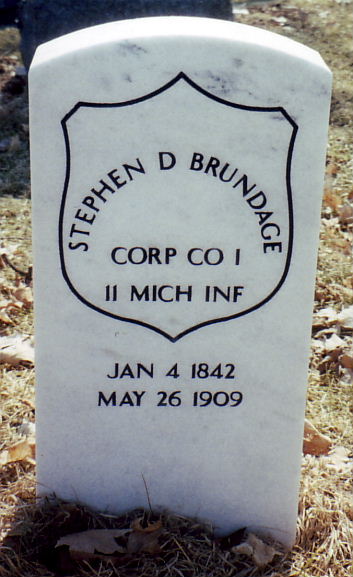 STEPHEN D BRUNDAGE
CORP CO I
11 MICH INF
JAN 4 1842
MAY 26 1909